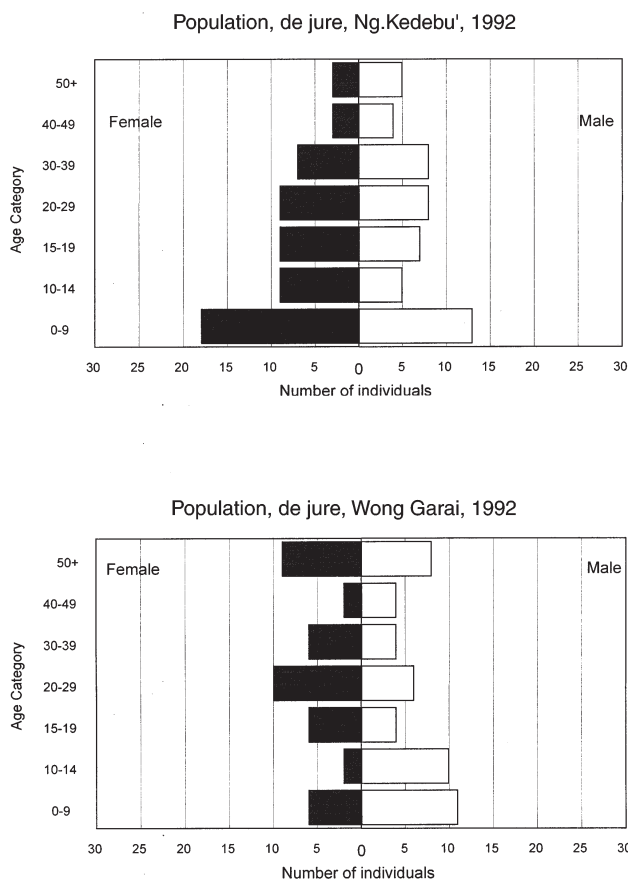 Population, de jure, Ng.Kedebu', 1992
50+
Female
Male
40-49
30-39
Age Category
20-29
15-19
10-14
0-9
30 25 20 15 10 5 0 5 10 15 20 25 30
Number of individuals
Population, de jure, Wong Garai, 1992
50+
Female
Male
40-49
30-39
Age Category
20-29
15-19
10-14
0-9
30 25 20 15 10 5 0 5 10 15 20 25 30
Number of individuals